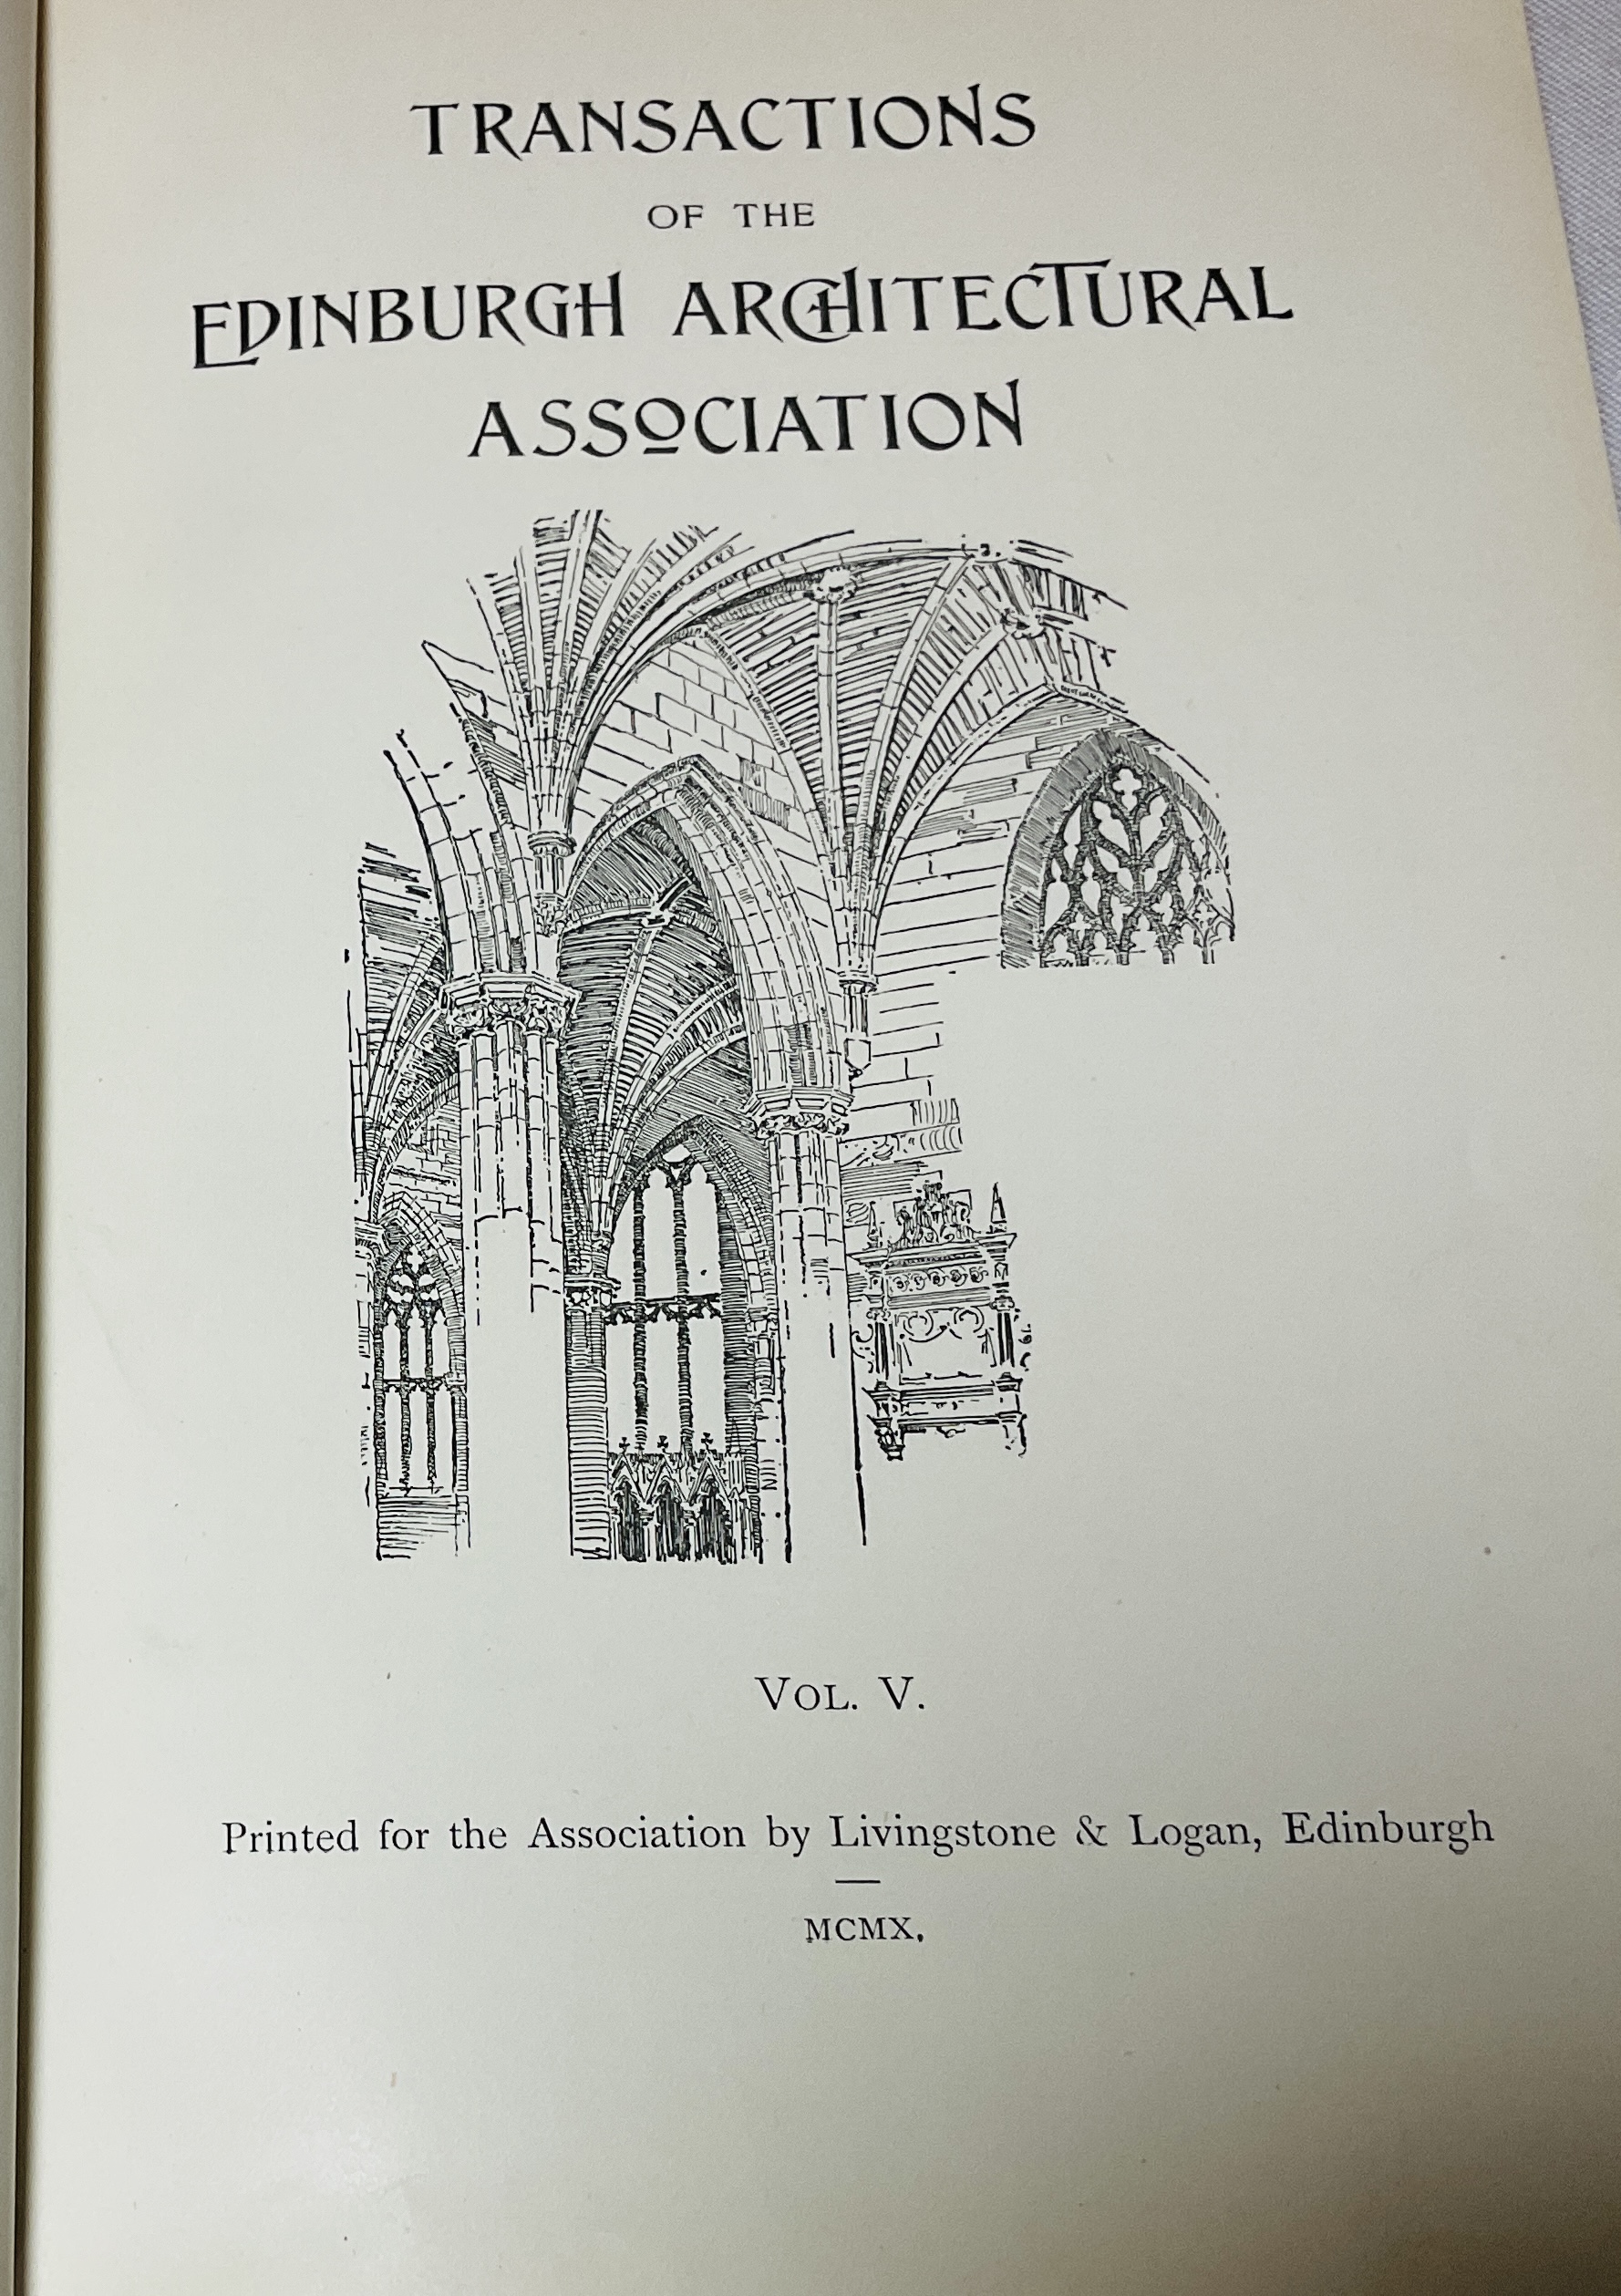 TRANSACTIONS
OF THE
EDINBURGH ARCHITECTURAL
ASSOCIATION
VOL. V.
Printed for the Association by Livingstone & Logan, Edinburgh
MCMX.